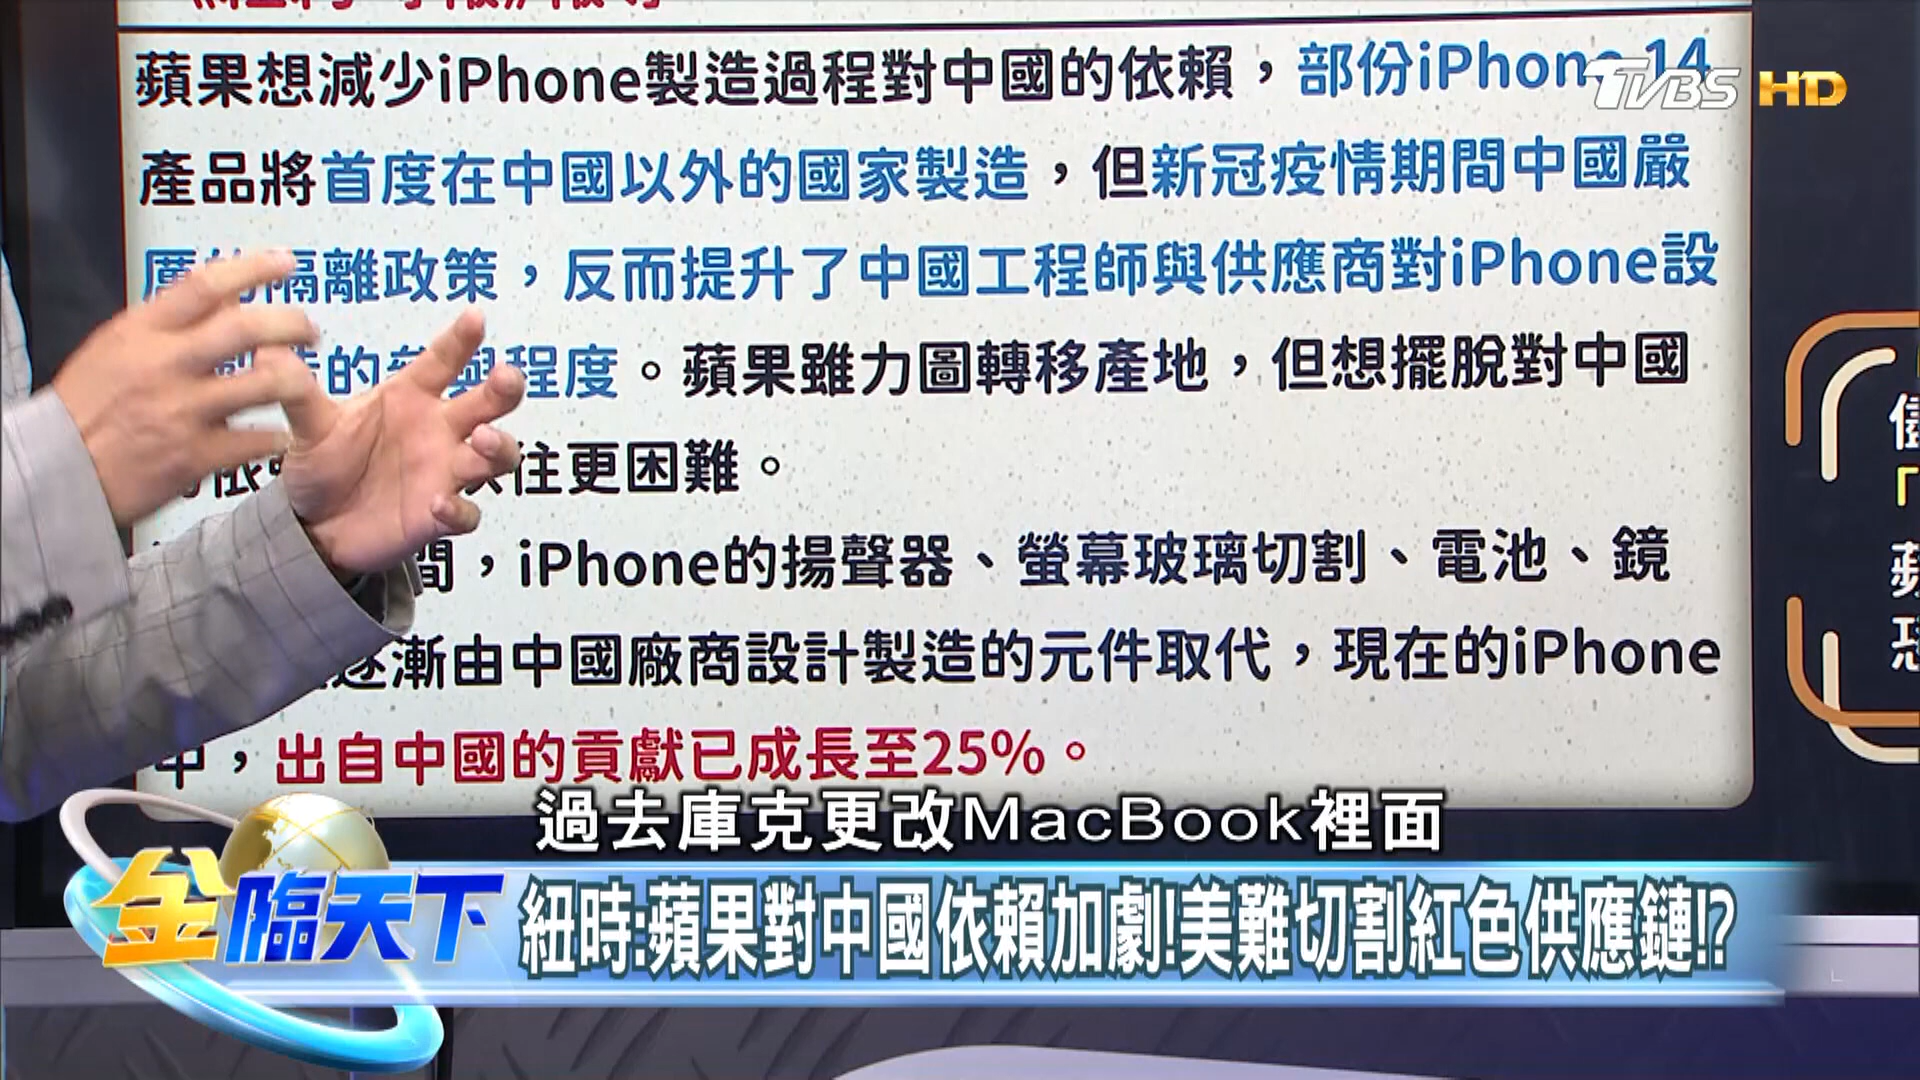 蘋果想減少iPhone製造過程對中國的依賴，部份iPhone 14
TVBS HD
產品將首度在中國以外的國家製造，但新冠疫情期間中國嚴
厲的隔離政策，反而提升了中國工程師與供應商對iPhone設
的參與程度。蘋果雖力圖轉移產地，但想擺脫對中國
往更困難。
間，iPhone的揚聲器、螢幕玻璃切割、電池、鏡
逐漸由中國廠商設計製造的元件取代，現在的iPhone
中，出自中國的貢獻已成長至25%。
過去庫克更改MacBook裡面
金臨天下
紐時:蘋果對中國依賴加劇!美難切割紅色供應鏈!?